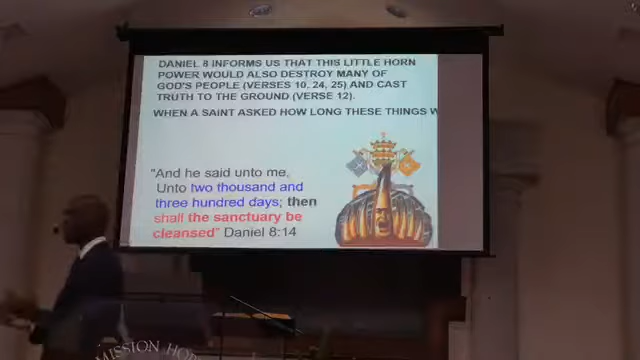 DANIEL 8 INFORMS US THAT THIS LITTLE HORN
POWER WOULD ALSO DESTROY MANY OF
GOD'S PEOPLE (VERSES 10, 24, 25) AND CAST
TRUTH TO THE GROUND (VERSE 12).
WHEN A SAINT ASKED HOW LONG THESE THINGS W
"And he said unto me,
Unto two thousand and
three hundred days; then
shall the sanctuary be
cleansed" Daniel 8:14
MISSION HOP